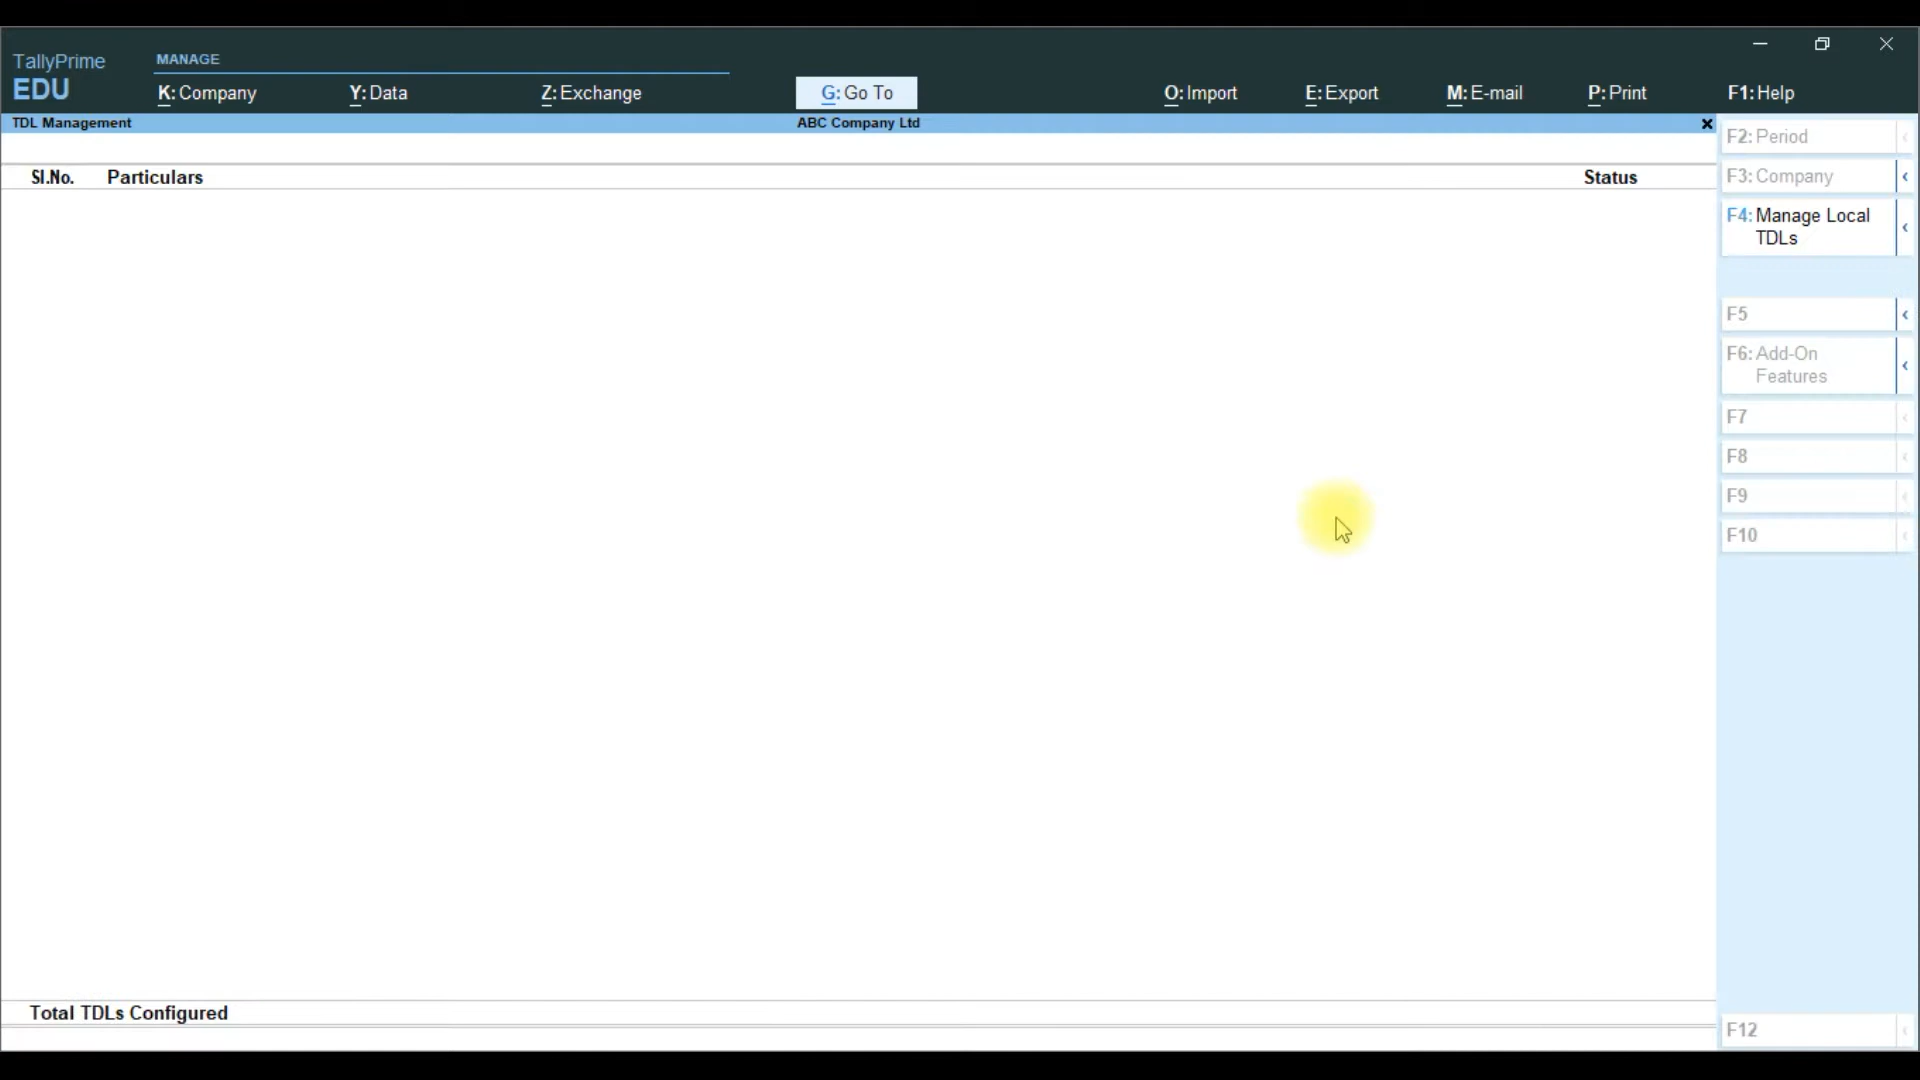 TallyPrime
EDU
MANAGE
K: Company
Y: Data
Z: Exchange
G: Go To
O: Import
E: Export
M: E-mail
P: Print
F1: Help
TDL Management
ABC Company Ltd
Sl.No.
Particulars
Status
F2: Period
F3: Company
F4: Manage Local
TDLs
F5
F6: Add-On
Features
F7
F8
F9
F10
Total TDLs Configured
F12